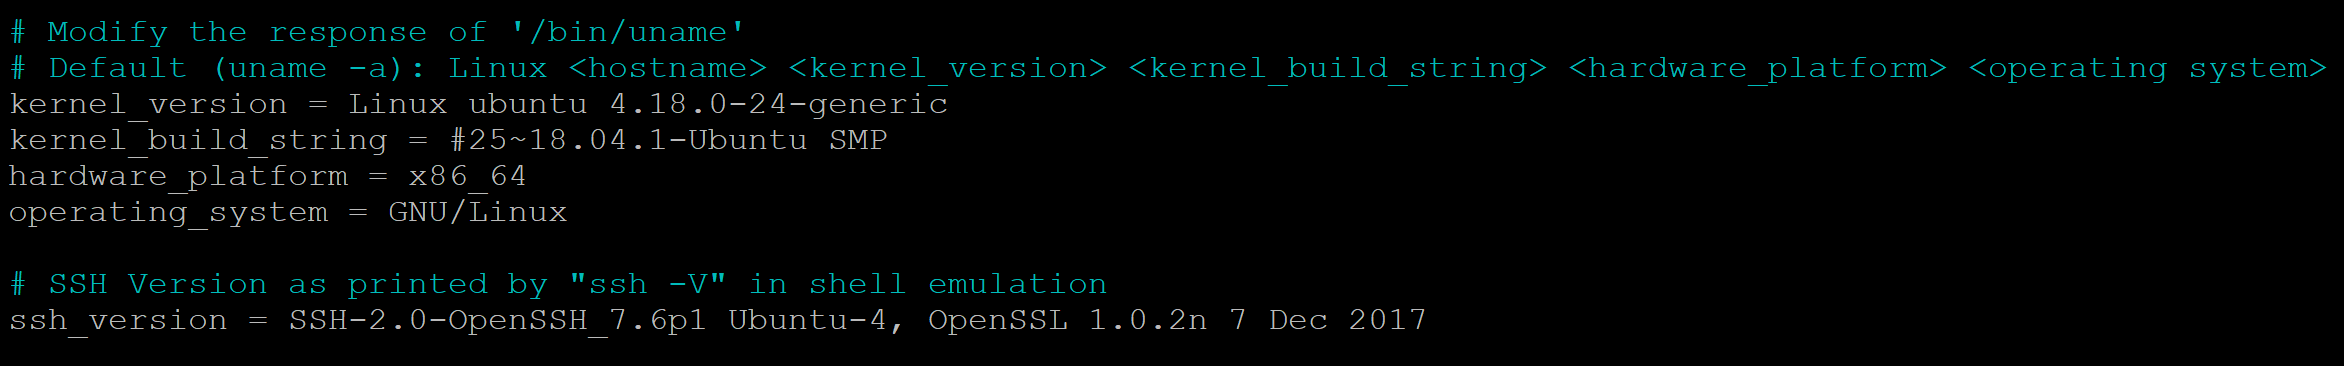 # Modify the response of '/bin/uname'
# Default (uname -a): Linux <hostname> <kernel_version> <kernel_build_string> <hardware_platform> <operating system>
kernel_version = Linux ubuntu 4.18.0-24-generic
kernel_build_string = #25~18.04.1-Ubuntu SMP
hardware_platform = x86_64
operating_system = GNU/Linux
# SSH Version as printed by "ssh -V" in shell emulation
ssh_version = SSH-2.0-OpenSSH_7.6p1 Ubuntu-4, OpenSSL 1.0.2n 7 Dec 2017